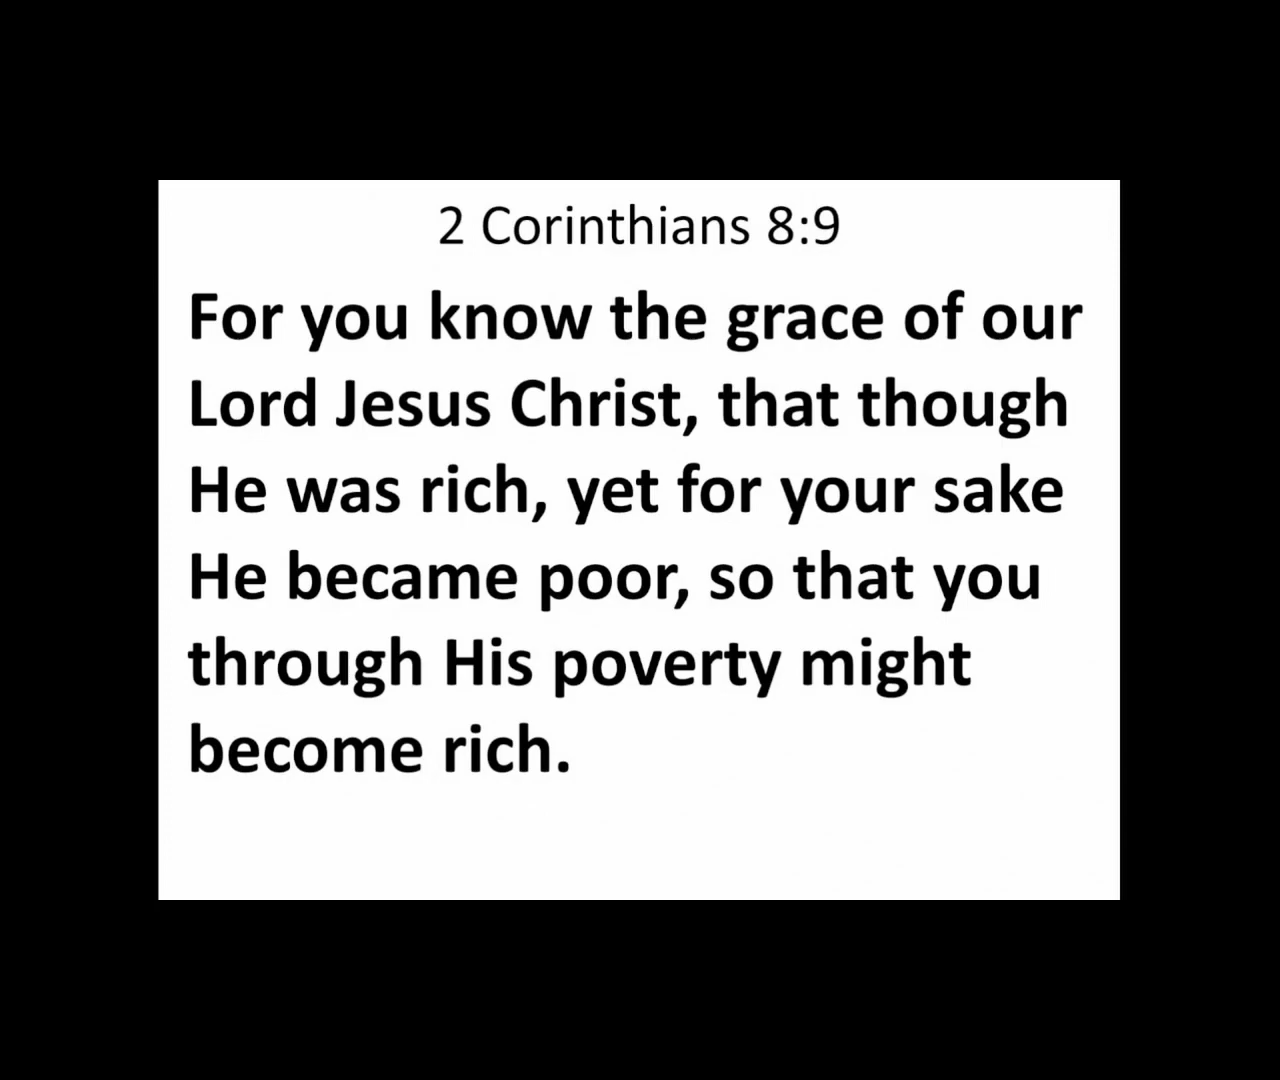 2 Corinthians 8:9
For you know the grace of our
Lord Jesus Christ, that though
He was rich, yet for your sake
He became poor, so that you
through His poverty might
become rich.